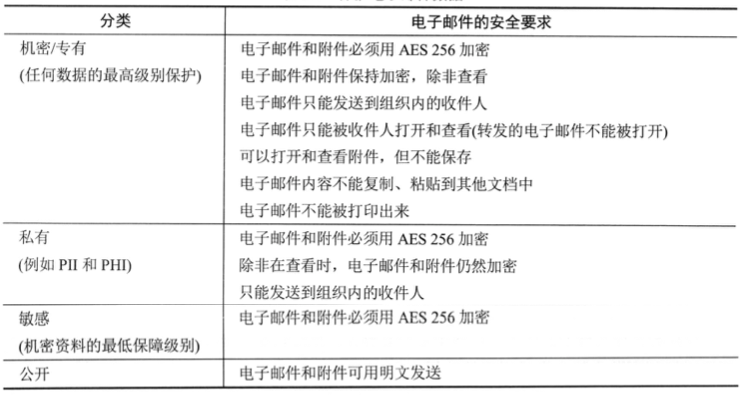 分类 电子邮件的安全要求
机密/专有 电子邮件和附件必须用 AES 256 加密
(任何数据的最高级别保护) 电子邮件和附件保持加密，除非查看
电子邮件只能发送到组织内的收件人
电子邮件只能被收件人打开和查看(转发的电子邮件不能被打开)
可以打开和查看附件，但不能保存
电子邮件内容不能复制、粘贴到其他文档中
电子邮件不能被打印出来
私有 电子邮件和附件必须用 AES 256 加密
(例如 PII 和 PHI) 除非在查看时，电子邮件和附件仍然加密
只能发送到组织内的收件人
敏感 电子邮件和附件必须用 AES 256 加密
(机密资料的最低保障级别)
公开 电子邮件和附件可用明文发送